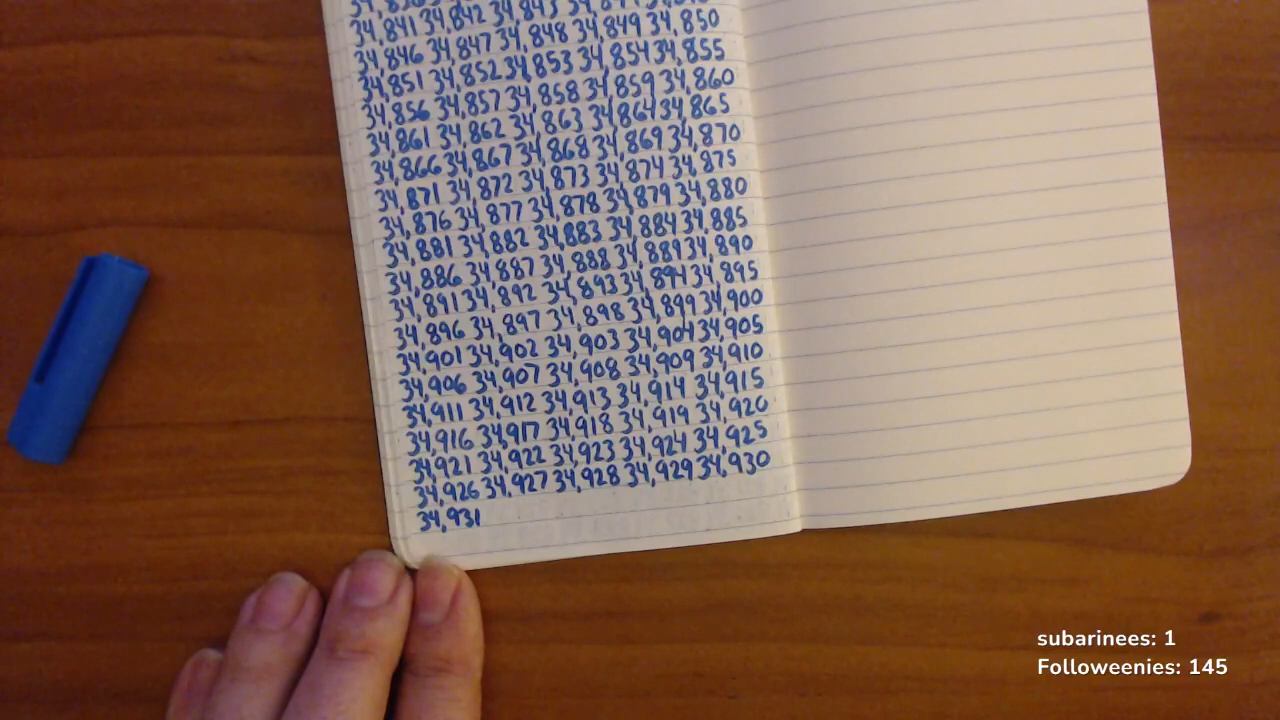 34,841 34,842 34,843
34,846 34,847 34,848 34,849 34,850
34,851 34,852 34,853 34,854 34,855
34,856 34,857 34,858 34,859 34,860
34,861 34,862 34,863 34,864 34,865
34,866 34,867 34,868 34,869 34,870
34,871 34,872 34,873 34,874 34,875
34,876 34,877 34,878 34,879 34,880
34,881 34,882 34,883 34,884 34,885
34,886 34,887 34,888 34,889 34,890
34,891 34,892 34,893 34,894 34,895
34,896 34,897 34,898 34,899 34,900
34,901 34,902 34,903 34,904 34,905
34,906 34,907 34,908 34,909 34,910
34,911 34,912 34,913 34,914 34,915
34,916 34,917 34,918 34,919 34,920
34,921 34,922 34,923 34,924 34,925
34,926 34,927 34,928 34,929 34,930
34,931
subarinees: 1
Followeenies: 145